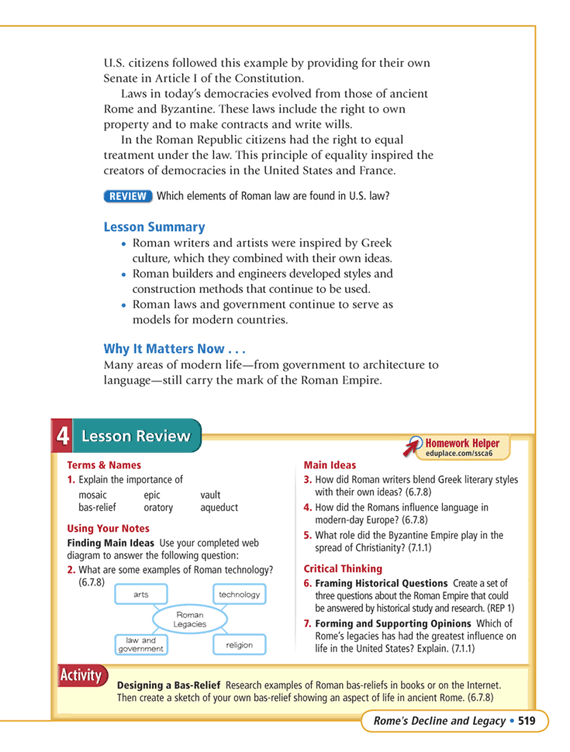 U.S. citizens followed this example by providing for their own
Senate in Article I of the Constitution.
Laws in today's democracies evolved from those of ancient
Rome and Byzantine. These laws include the right to own
property and to make contracts and write wills.
In the Roman Republic citizens had the right to equal
treatment under the law. This principle of equality inspired the
creators of democracies in the United States and France.
REVIEW Which elements of Roman law are found in U.S. law?
Lesson Summary
• Roman writers and artists were inspired by Greek
culture, which they combined with their own ideas.
• Roman builders and engineers developed styles and
construction methods that continue to be used.
• Roman laws and government continue to serve as
models for modern countries.
Why It Matters Now . . .
Many areas of modern life—from government to architecture to
language—still carry the mark of the Roman Empire.
4 Lesson Review
Homework Helper
eduplace.com/ssca6
Terms & Names
1. Explain the importance of
mosaic epic vault
bas-relief oratory aqueduct
Using Your Notes
Finding Main Ideas Use your completed web
diagram to answer the following question:
2. What are some examples of Roman technology?
(6.7.8)
arts technology
Roman
Legacies
law and
government
religion
Main Ideas
3. How did Roman writers blend Greek literary styles
with their own ideas? (6.7.8)
4. How did the Romans influence language in
modern-day Europe? (6.7.8)
5. What role did the Byzantine Empire play in the
spread of Christianity? (7.1.1)
Critical Thinking
6. Framing Historical Questions Create a set of
three questions about the Roman Empire that could
be answered by historical study and research. (REP 1)
7. Forming and Supporting Opinions Which of
Rome's legacies has had the greatest influence on
life in the United States? Explain. (7.1.1)
Activity
Designing a Bas-Relief Research examples of Roman bas-reliefs in books or on the Internet.
Then create a sketch of your own bas-relief showing an aspect of life in ancient Rome. (6.7.8)
Rome's Decline and Legacy • 519